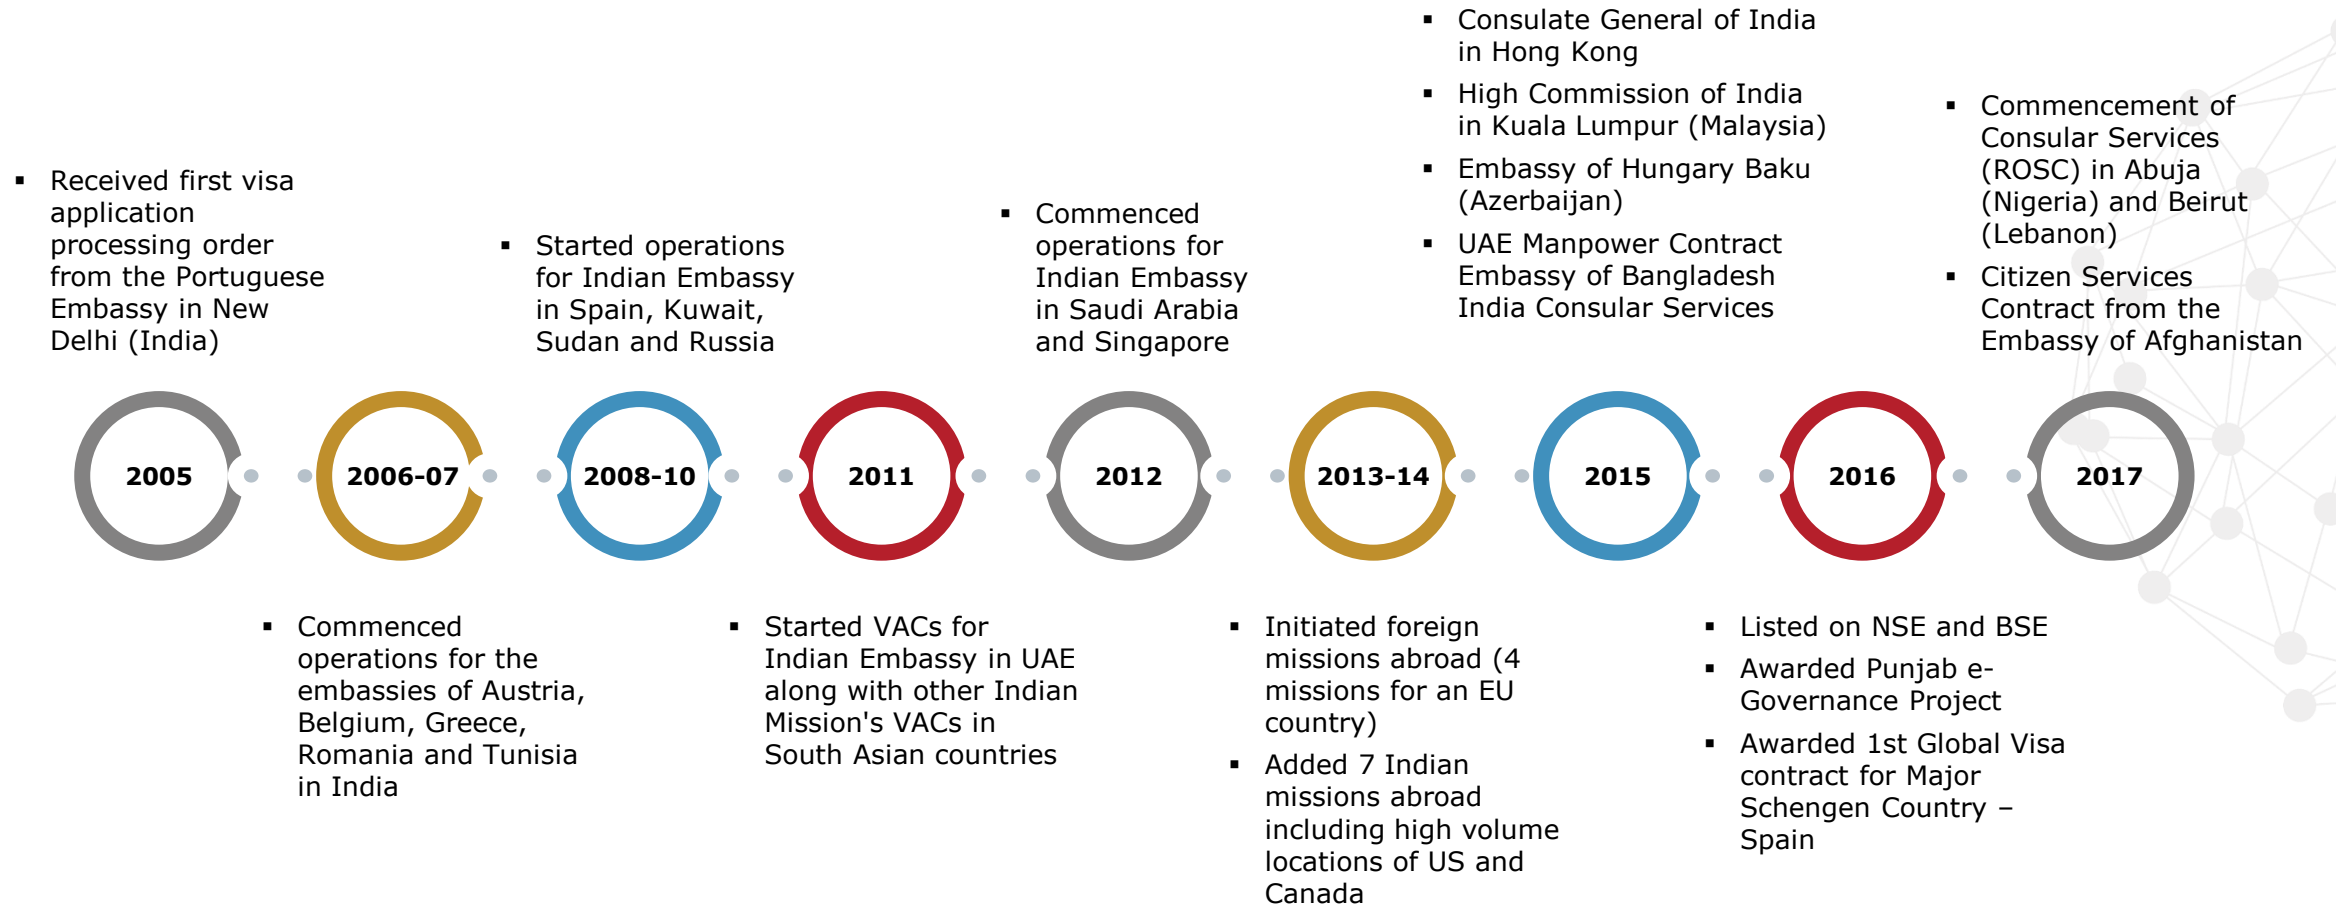 ▪ Received first visa
application
processing order
from the Portuguese
Embassy in New
Delhi (India)
▪ Started operations
for Indian Embassy
in Spain, Kuwait,
Sudan and Russia
▪ Commenced
operations for
Indian Embassy
in Saudi Arabia
and Singapore
▪ Consulate General of India
in Hong Kong
▪ High Commission of India
in Kuala Lumpur (Malaysia)
▪ Embassy of Hungary Baku
(Azerbaijan)
▪ UAE Manpower Contract
Embassy of Bangladesh
India Consular Services
▪ Commencement of
Consular Services
(ROSC) in Abuja
(Nigeria) and Beirut
(Lebanon)
▪ Citizen Services
Contract from the
Embassy of Afghanistan
2005
2006-07
2008-10
2011
2012
2013-14
2015
2016
2017
▪ Commenced
operations for the
embassies of Austria,
Belgium, Greece,
Romania and Tunisia
in India
▪ Started VACs for
Indian Embassy in UAE
along with other Indian
Mission's VACs in
South Asian countries
▪ Initiated foreign
missions abroad (4
missions for an EU
country)
▪ Added 7 Indian
missions abroad
including high volume
locations of US and
Canada
▪ Listed on NSE and BSE
▪ Awarded Punjab e-
Governance Project
▪ Awarded 1st Global Visa
contract for Major
Schengen Country –
Spain